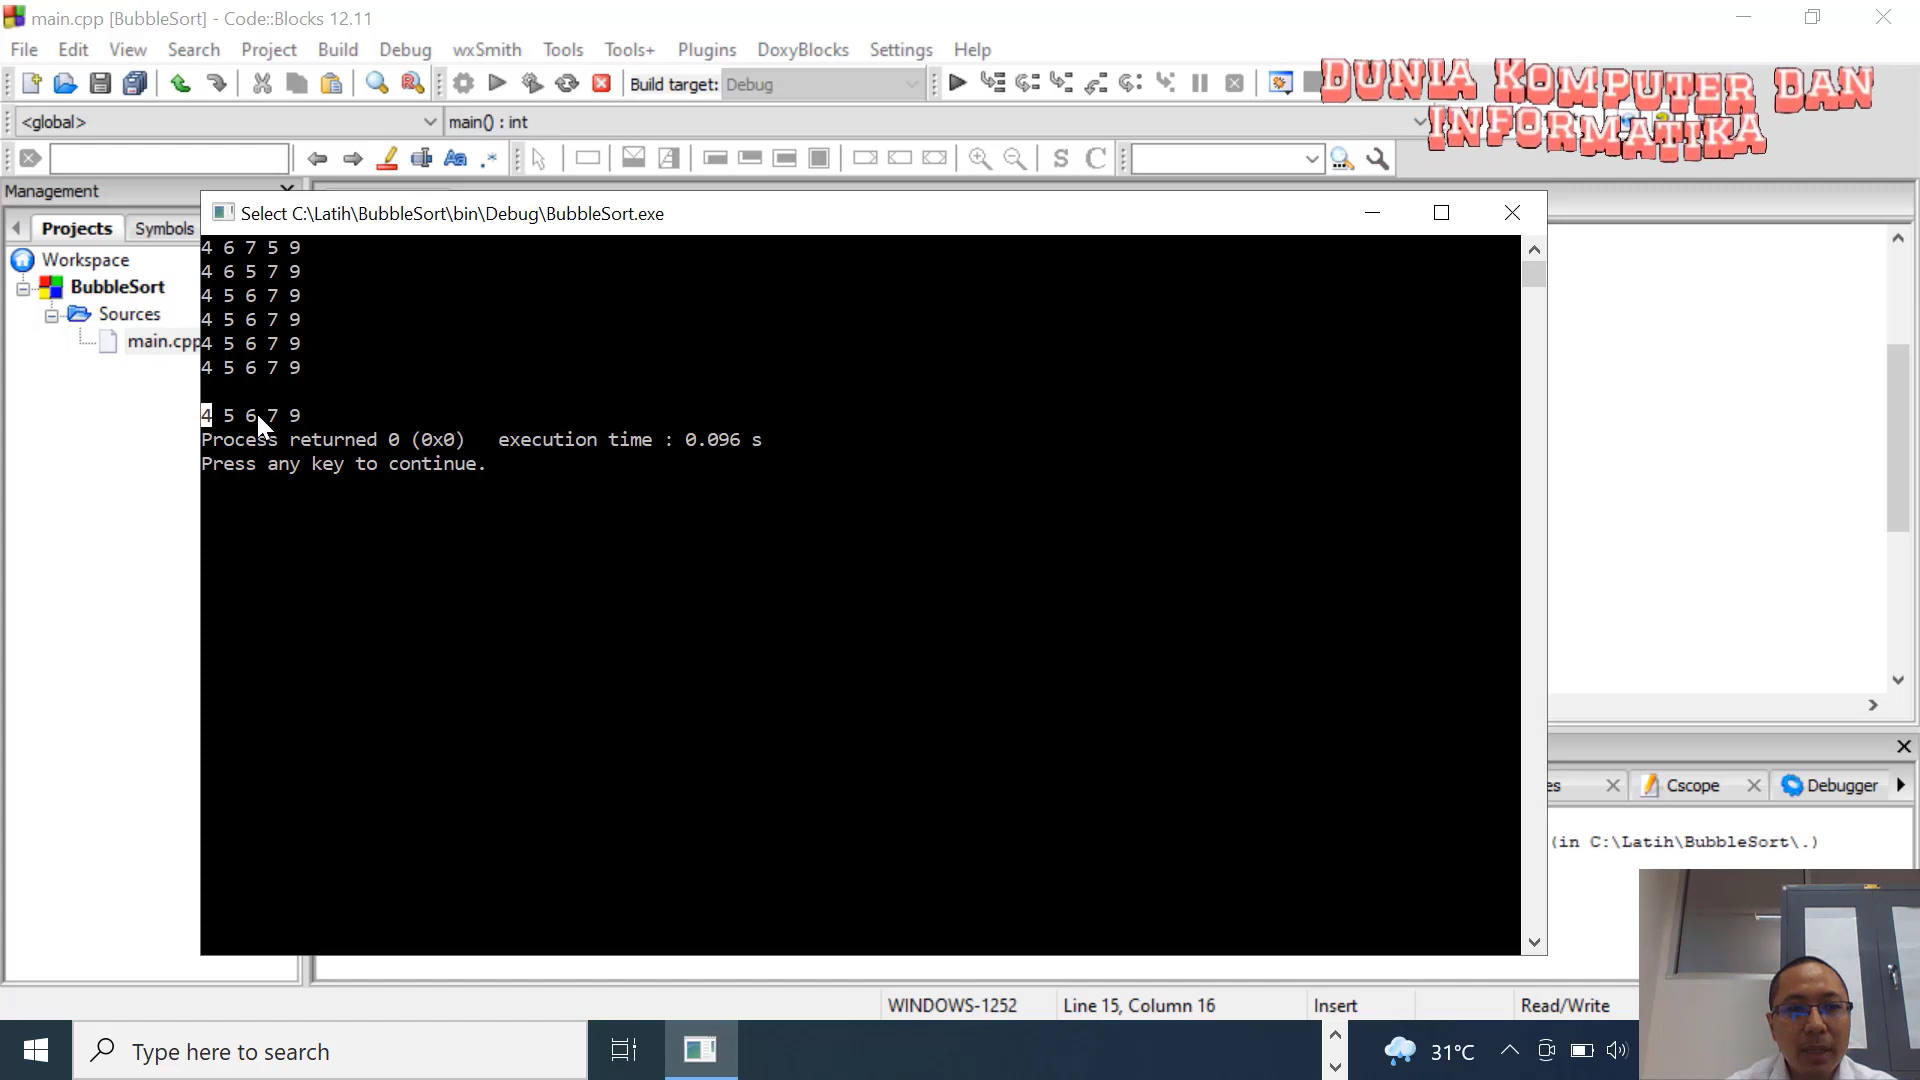 main.cpp [BubbleSort] - Code::Blocks 12.11
File Edit View Search Project Build Debug wxSmith Tools Tools+ Plugins DoxyBlocks Settings Help
Build target: Debug
DUNIA KOMPUTER DAN
INFORMATIKA
<global> main() : int
S C
Management
Projects Symbols
Workspace
BubbleSort
Sources
main.cpp
Select C:\Latih\BubbleSort\bin\Debug\BubbleSort.exe
4 6 7 5 9
4 6 5 7 9
4 5 6 7 9
4 5 6 7 9
4 5 6 7 9
4 5 6 7 9
4 5 6 7 9
Process returned 0 (0x0)   execution time : 0.096 s
Press any key to continue.
es Cscope Debugger
(in C:\Latih\BubbleSort\.)
WINDOWS-1252 Line 15, Column 16 Insert Read/Write
Type here to search
31°C